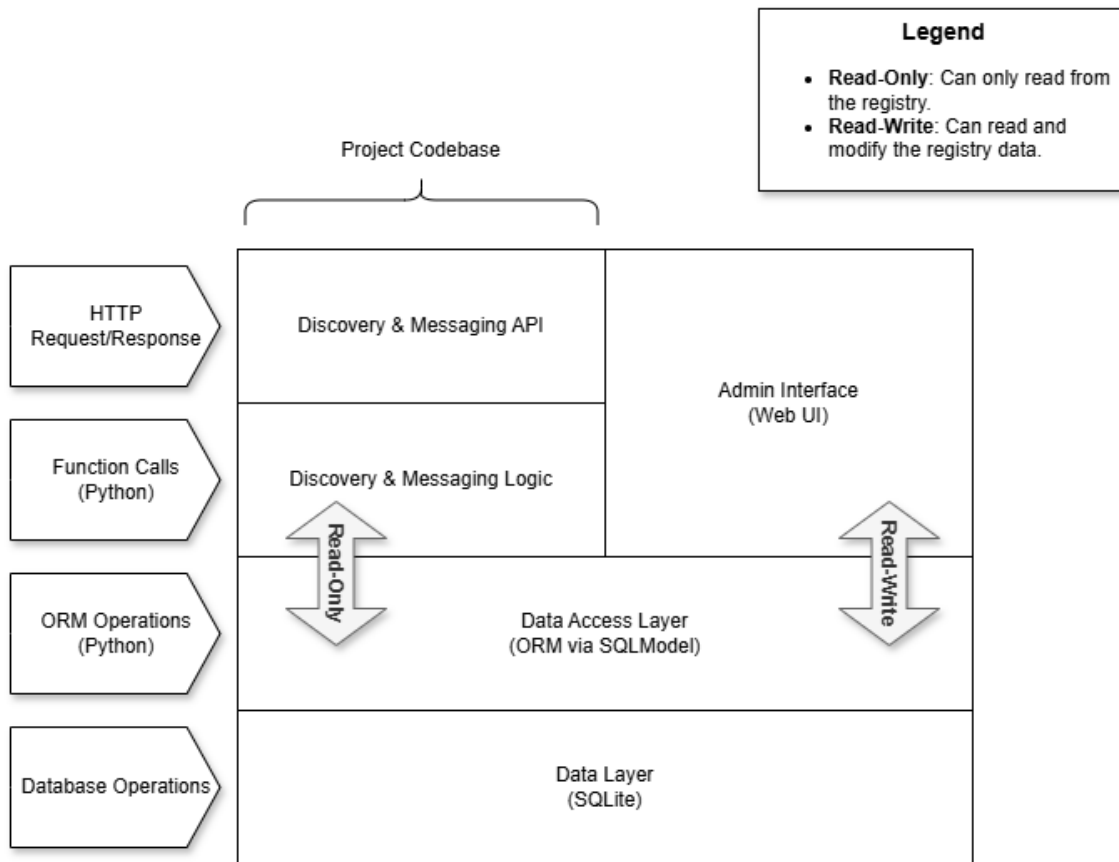 Legend
• Read-Only: Can only read from
the registry.
• Read-Write: Can read and
modify the registry data.
Project Codebase
HTTP
Request/Response
Discovery & Messaging API
Admin Interface
(Web UI)
Function Calls
(Python)
Discovery & Messaging Logic
Read-Only
Read-Write
ORM Operations
(Python)
Data Access Layer
(ORM via SQLModel)
Database Operations
Data Layer
(SQLite)